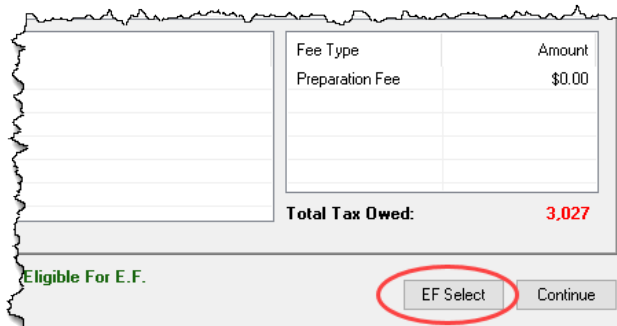 Fee Type Amount
Preparation Fee $0.00
Total Tax Owed: 3,027
Eligible For E.F.
EF Select Continue